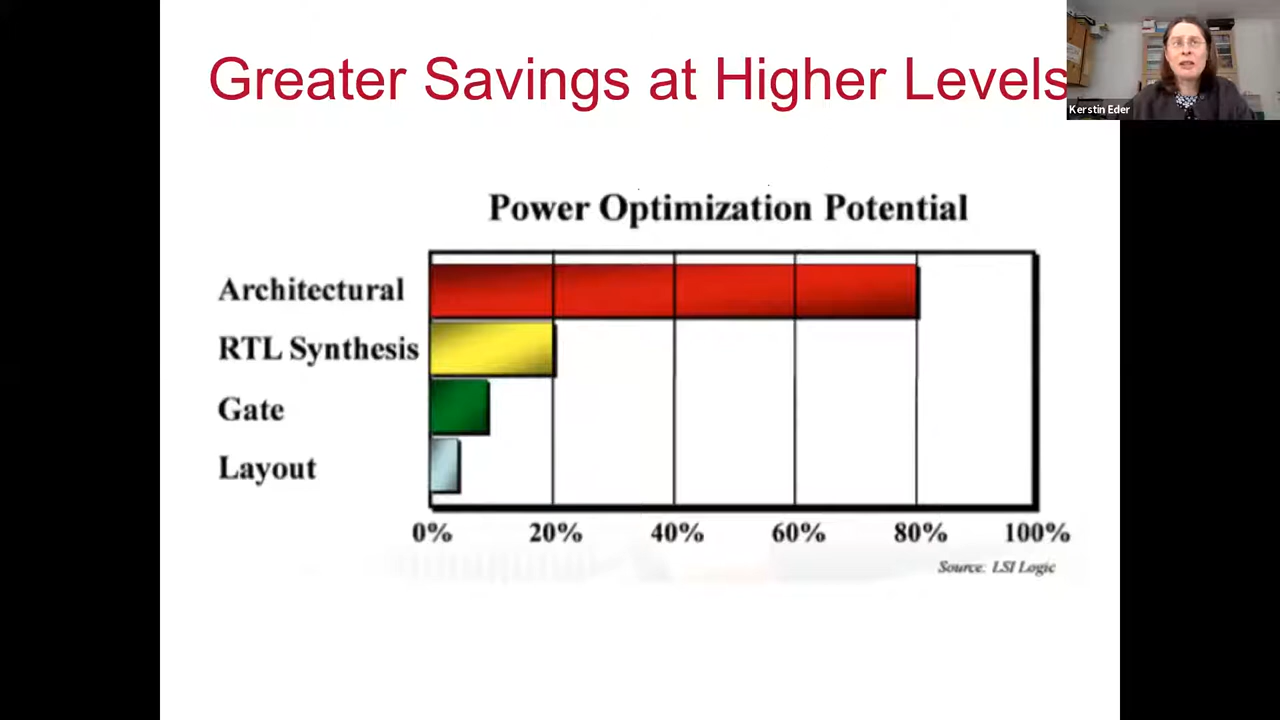 Greater Savings at Higher Levels
Kerstin Eder
Power Optimization Potential
Architectural
RTL Synthesis
Gate
Layout
0% 20% 40% 60% 80% 100%
Source: LSI Logic